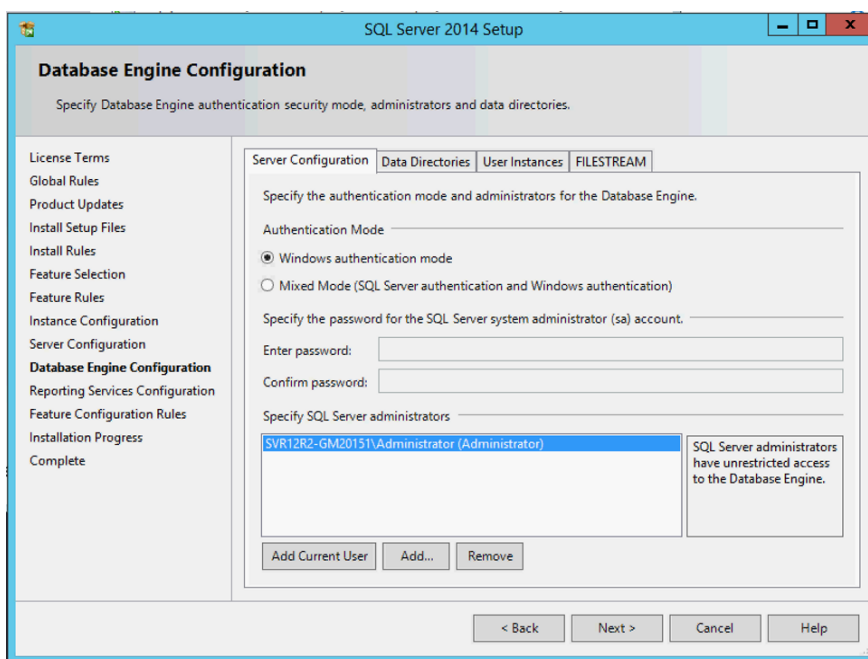 SQL Server 2014 Setup
Database Engine Configuration
Specify Database Engine authentication security mode, administrators and data directories.
License Terms
Global Rules
Product Updates
Install Setup Files
Install Rules
Feature Selection
Feature Rules
Instance Configuration
Server Configuration
Database Engine Configuration
Reporting Services Configuration
Feature Configuration Rules
Installation Progress
Complete
Server Configuration Data Directories User Instances FILESTREAM
Specify the authentication mode and administrators for the Database Engine.
Authentication Mode
Windows authentication mode
Mixed Mode (SQL Server authentication and Windows authentication)
Specify the password for the SQL Server system administrator (sa) account.
Enter password:
Confirm password:
Specify SQL Server administrators
SVR12R2-GM20151\Administrator (Administrator)
SQL Server administrators
have unrestricted access
to the Database Engine.
Add Current User Add... Remove
< Back Next > Cancel Help